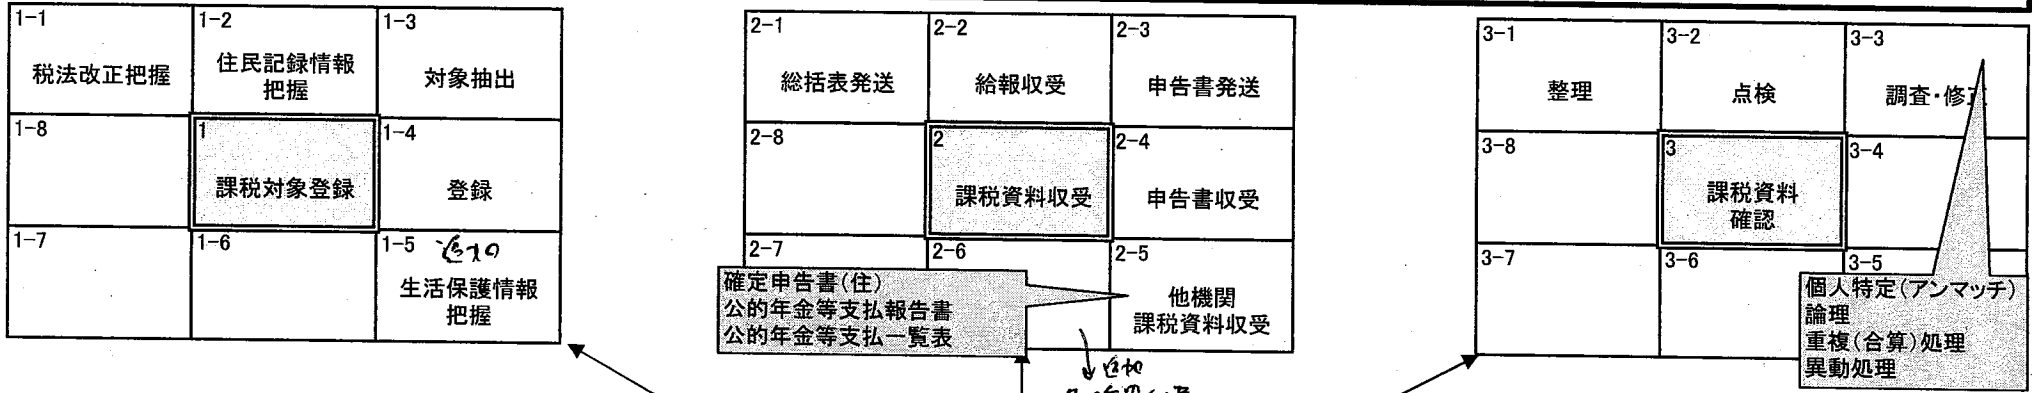 1-1
税法改正把握
1-2
住民記録情報
把握
1-3
対象抽出
1-8
1
課税対象登録
1-4
登録
1-7
1-6
1-5
追加
生活保護情報
把握
2-1
総括表発送
2-2
給報収受
2-3
申告書発送
2-8
2
課税資料収受
2-4
申告書収受
2-7
2-6
2-5
他機関
課税資料収受
確定申告書(住)
公的年金等支払報告書
公的年金等支払一覧表
追加
3-1
整理
3-2
点検
3-3
調査・修正
3-8
3
課税資料
確認
3-4
3-7
3-6
3-5
個人特定(アンマッチ)
論理
重複(合算)処理
異動処理